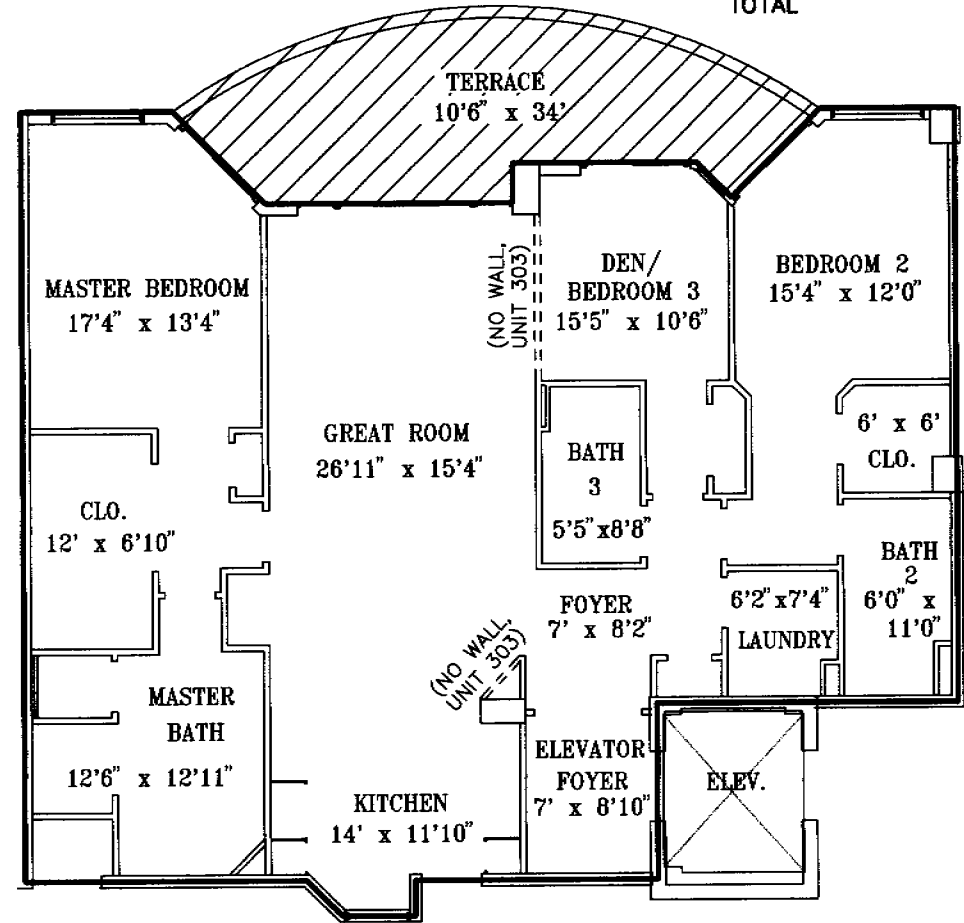 TOTAL
TERRACE
10'6" x 34'
MASTER BEDROOM
17'4" x 13'4"
(NO WALL,
UNIT 303)
DEN/
BEDROOM 3
15'5" x 10'6"
BEDROOM 2
15'4" x 12'0"
GREAT ROOM
26'11" x 15'4"
BATH
3
5'5" x8'8"
6' x 6'
CLO.
CLO.
12' x 6'10"
BATH
2
6'0" x
11'0"
FOYER
7' x 8'2"
6'2" x7'4"
LAUNDRY
(NO WALL,
UNIT 303)
MASTER
BATH
12'6" x 12'11"
ELEVATOR
FOYER
7' x 8'10"
ELEV.
KITCHEN
14' x 11'10"